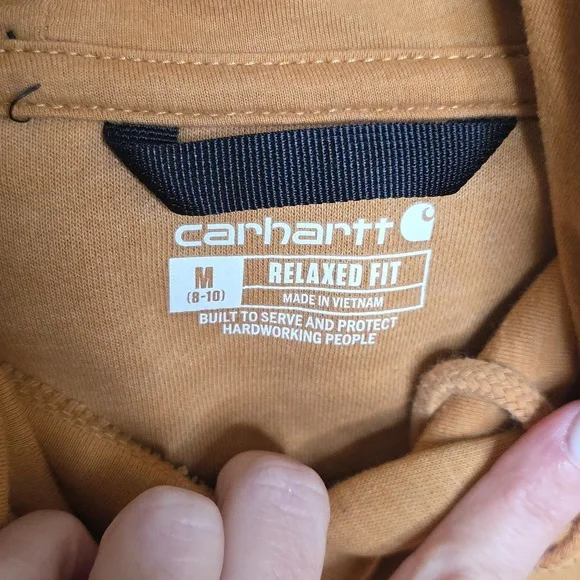 carhartt
M
(8-10)
RELAXED FIT
MADE IN VIETNAM
BUILT TO SERVE AND PROTECT
HARDWORKING PEOPLE